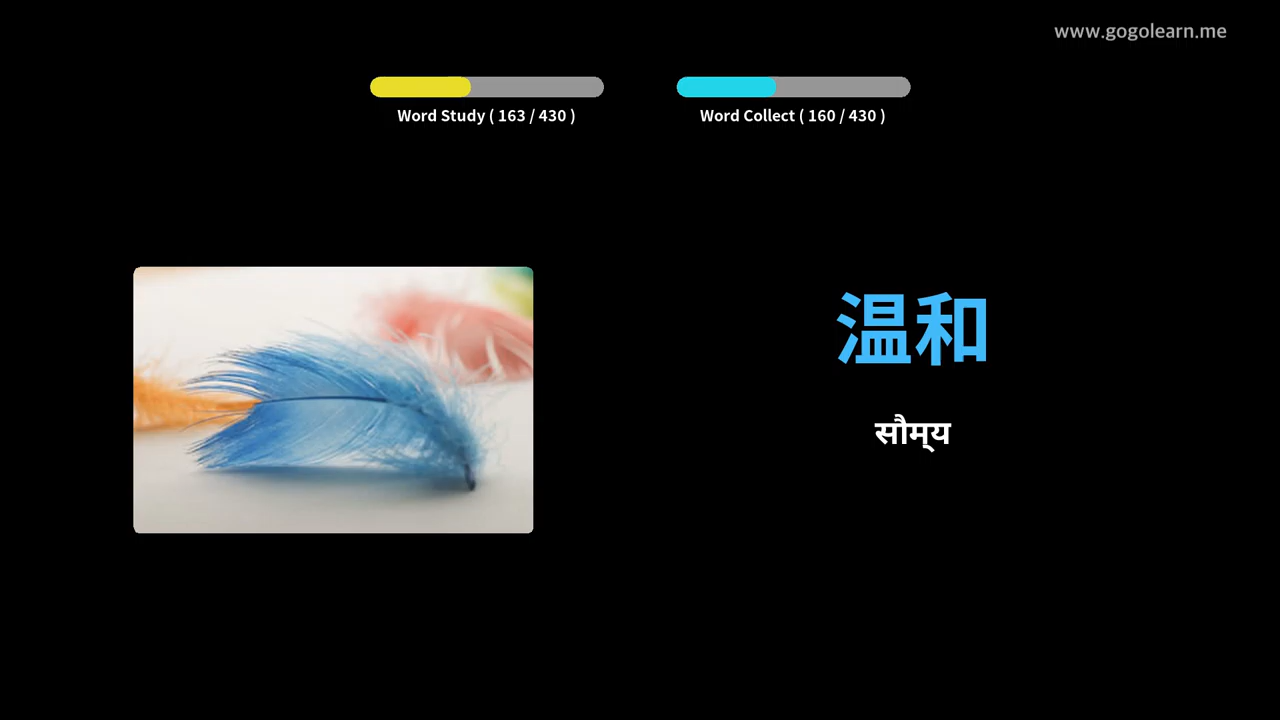 www.gogolearn.me
Word Study ( 163 / 430 )
Word Collect ( 160 / 430 )
温和
सौम्य